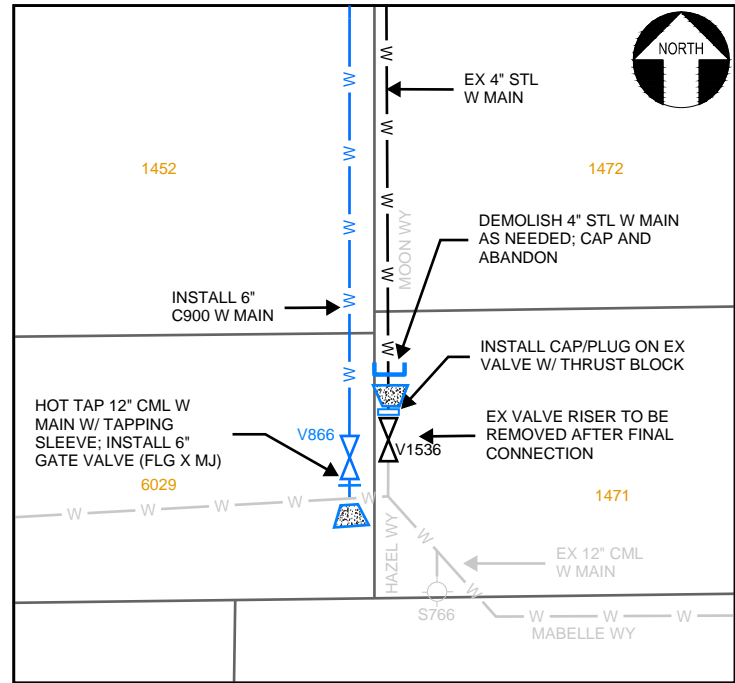 NORTH
EX 4" STL
W MAIN
1452
1472
MOON WY
DEMOLISH 4" STL W MAIN
AS NEEDED; CAP AND
ABANDON
INSTALL 6"
C900 W MAIN
INSTALL CAP/PLUG ON EX
VALVE W/ THRUST BLOCK
HOT TAP 12" CML W
MAIN W/ TAPPING
SLEEVE; INSTALL 6"
GATE VALVE (FLG X MJ)
V866
V1536
EX VALVE RISER TO BE
REMOVED AFTER FINAL
CONNECTION
6029
1471
HAZEL WY
EX 12" CML
W MAIN
S766
MABELLE WY
W W W W W W
W W W W W
W W W W W
W W W W